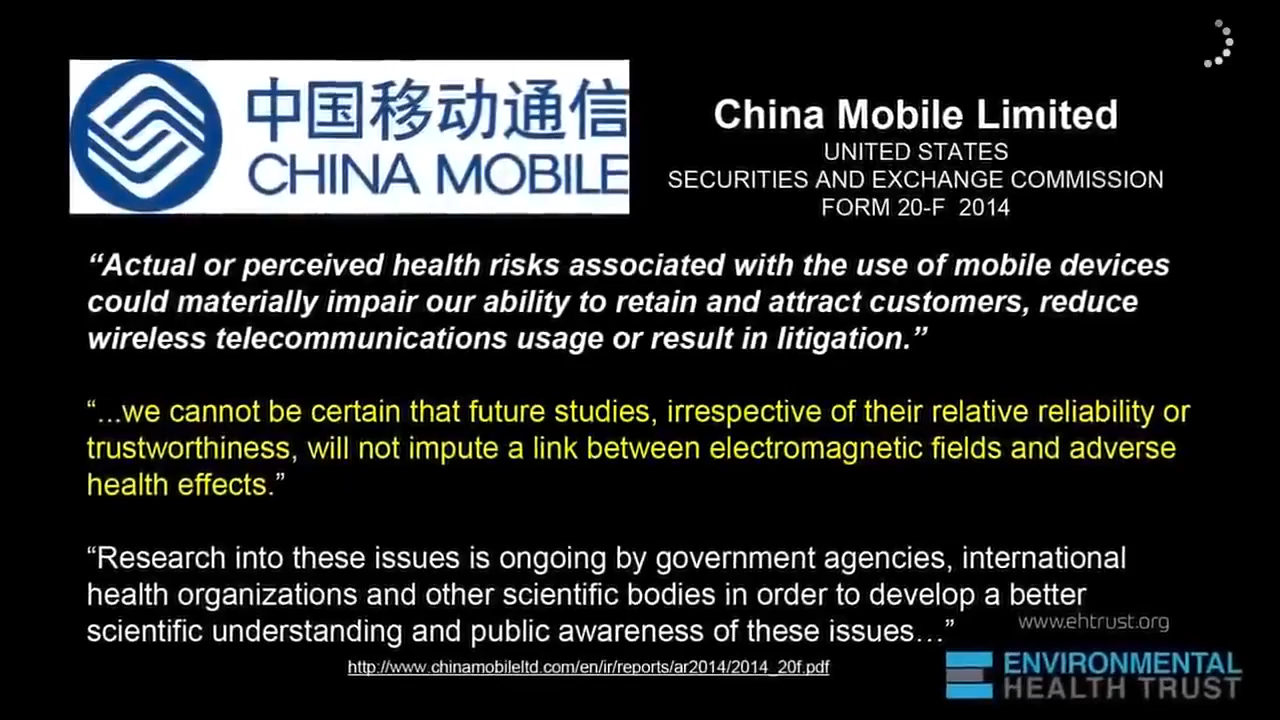 中国移动通信
CHINA MOBILE
China Mobile Limited
UNITED STATES
SECURITIES AND EXCHANGE COMMISSION
FORM 20-F 2014
“Actual or perceived health risks associated with the use of mobile devices
could materially impair our ability to retain and attract customers, reduce
wireless telecommunications usage or result in litigation.”
“...we cannot be certain that future studies, irrespective of their relative reliability or
trustworthiness, will not impute a link between electromagnetic fields and adverse
health effects.”
“Research into these issues is ongoing by government agencies, international
health organizations and other scientific bodies in order to develop a better
scientific understanding and public awareness of these issues…”
www.ehtrust.org
http://www.chinamobileltd.com/en/ir/reports/ar2014/2014_20f.pdf
ENVIRONMENTAL
HEALTH TRUST